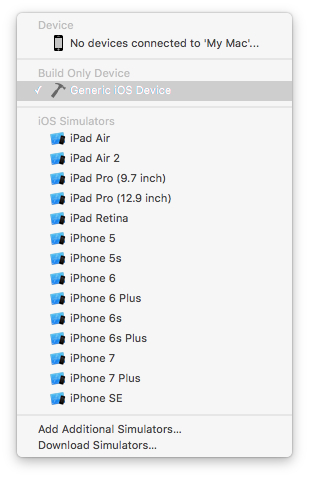 Device
No devices connected to 'My Mac'...
Build Only Device
Generic iOS Device
iOS Simulators
iPad Air
iPad Air 2
iPad Pro (9.7 inch)
iPad Pro (12.9 inch)
iPad Retina
iPhone 5
iPhone 5s
iPhone 6
iPhone 6 Plus
iPhone 6s
iPhone 6s Plus
iPhone 7
iPhone 7 Plus
iPhone SE
Add Additional Simulators...
Download Simulators...